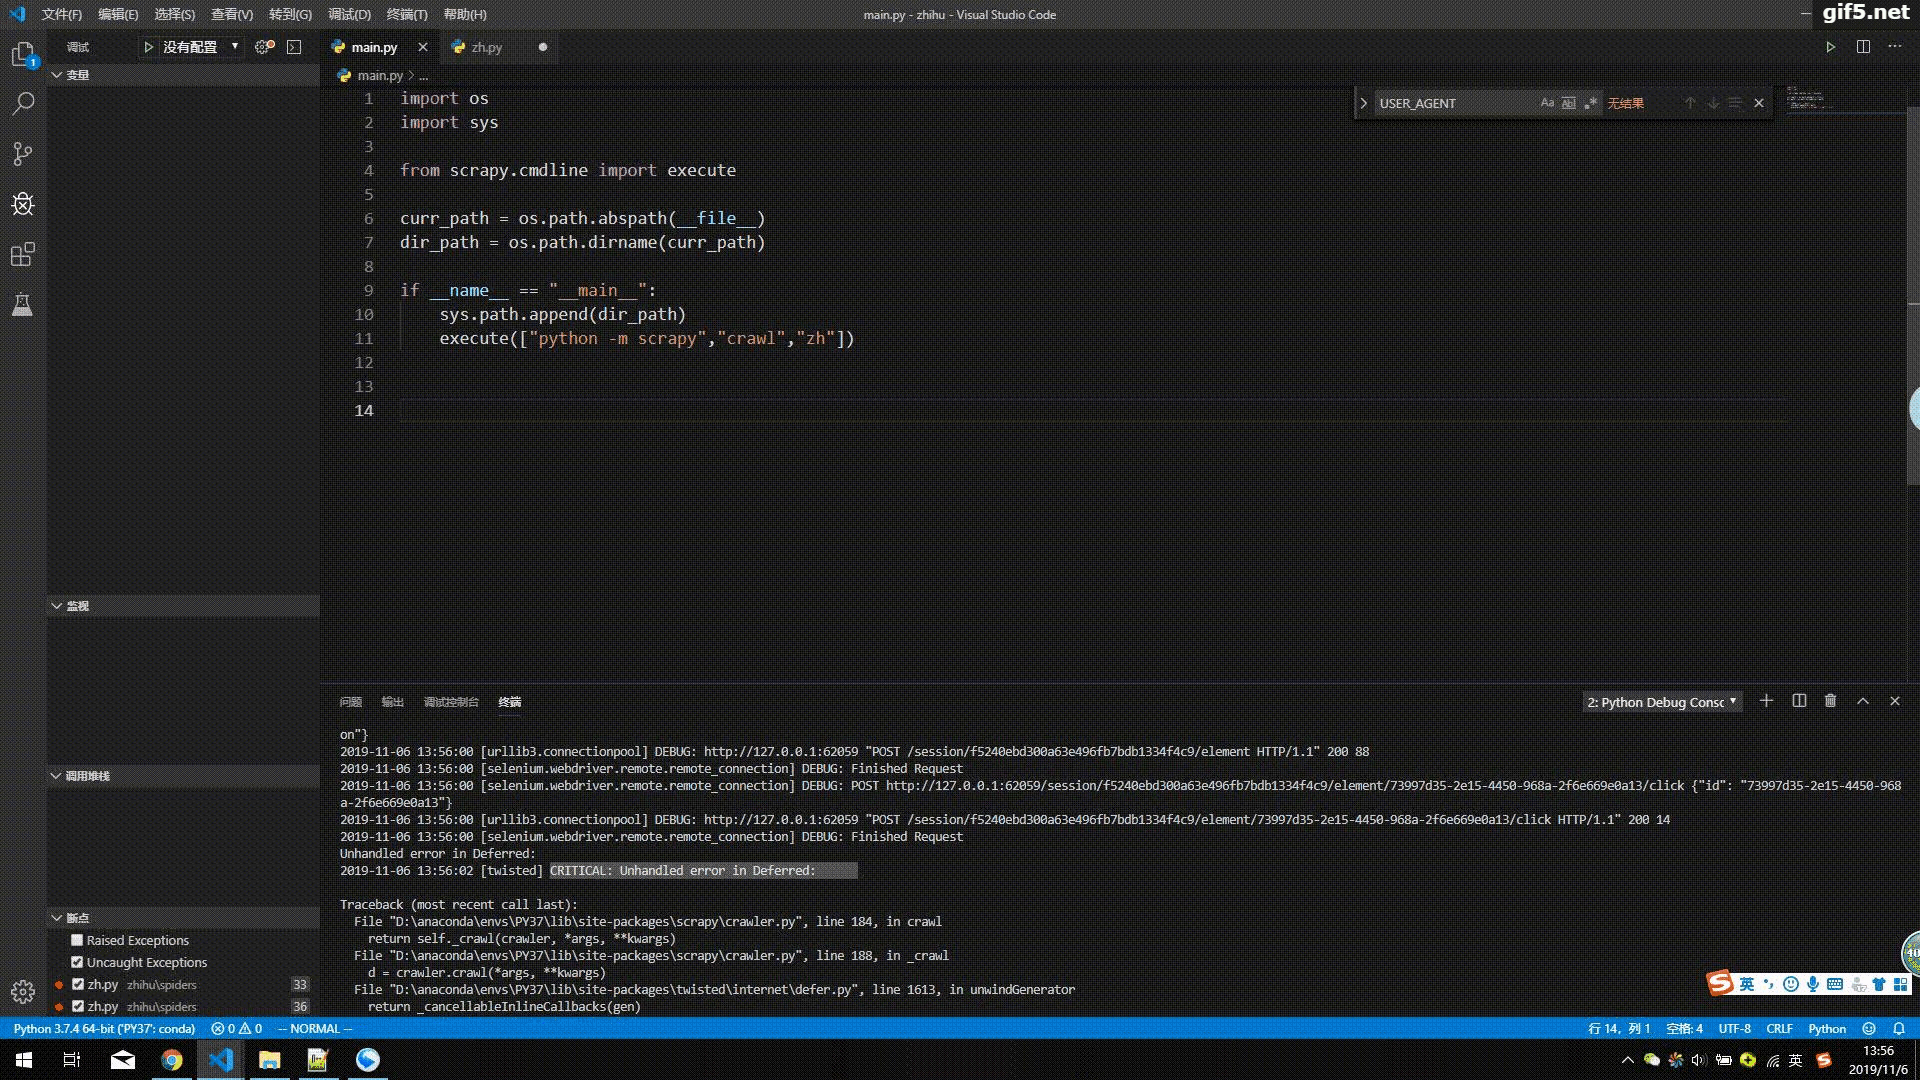 文件(F) 编辑(E) 选择(S) 查看(V) 转到(G) 调试(D) 终端(T) 帮助(H)
main.py - zhihu - Visual Studio Code
gif5.net
调试
没有配置
main.py
zh.py
1
变量
main.py > ...
USER_AGENT
Aa Abl .*
无结果
1 import os
2 import sys
3
4 from scrapy.cmdline import execute
5
6 curr_path = os.path.abspath(__file__)
7 dir_path = os.path.dirname(curr_path)
8
9 if __name__ == "__main__":
10 sys.path.append(dir_path)
11 execute(["python -m scrapy","crawl","zh"])
12
13
14
监视
调用堆栈
断点
Raised Exceptions
Uncaught Exceptions
zh.py zhihu\spiders 33
zh.py zhihu\spiders 36
问题 输出 调试控制台 终端
2: Python Debug Consc
on"}
2019-11-06 13:56:00 [urllib3.connectionpool] DEBUG: http://127.0.0.1:62059 "POST /session/f5240ebd300a63e496fb7bdb1334f4c9/element HTTP/1.1" 200 88
2019-11-06 13:56:00 [selenium.webdriver.remote.remote_connection] DEBUG: Finished Request
2019-11-06 13:56:00 [selenium.webdriver.remote.remote_connection] DEBUG: POST http://127.0.0.1:62059/session/f5240ebd300a63e496fb7bdb1334f4c9/element/73997d35-2e15-4450-968a-2f6e669e0a13/click {"id": "73997d35-2e15-4450-968
a-2f6e669e0a13"}
2019-11-06 13:56:00 [urllib3.connectionpool] DEBUG: http://127.0.0.1:62059 "POST /session/f5240ebd300a63e496fb7bdb1334f4c9/element/73997d35-2e15-4450-968a-2f6e669e0a13/click HTTP/1.1" 200 14
2019-11-06 13:56:00 [selenium.webdriver.remote.remote_connection] DEBUG: Finished Request
Unhandled error in Deferred:
2019-11-06 13:56:02 [twisted] CRITICAL: Unhandled error in Deferred:
Traceback (most recent call last):
File "D:\anaconda\envs\PY37\lib\site-packages\scrapy\crawler.py", line 184, in crawl
return self._crawl(crawler, *args, **kwargs)
File "D:\anaconda\envs\PY37\lib\site-packages\scrapy\crawler.py", line 188, in _crawl
d = crawler.crawl(*args, **kwargs)
File "D:\anaconda\envs\PY37\lib\site-packages\twisted\internet\defer.py", line 1613, in unwindGenerator
return _cancellableInlineCallbacks(gen)
40
英
Python 3.7.4 64-bit ('PY37': conda) 0 0 -- NORMAL --
行 14，列 1 空格: 4 UTF-8 CRLF Python
英
13:56
2019/11/6